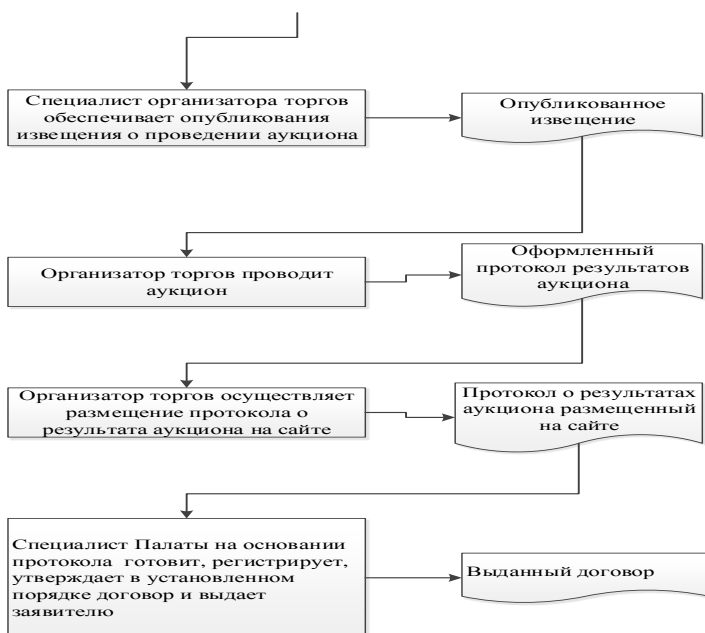 Специалист организатора торгов
обеспечивает опубликования
извещения о проведении аукциона
Опубликованное
извещение
Организатор торгов проводит
аукцион
Оформленный
протокол результатов
аукциона
Организатор торгов осуществляет
размещение протокола о
результата аукциона на сайте
Протокол о результатах
аукциона размещенный
на сайте
Специалист Палаты на основании
протокола готовит, регистрирует,
утверждает в установленном
порядке договор и выдает
заявителю
Выданный договор